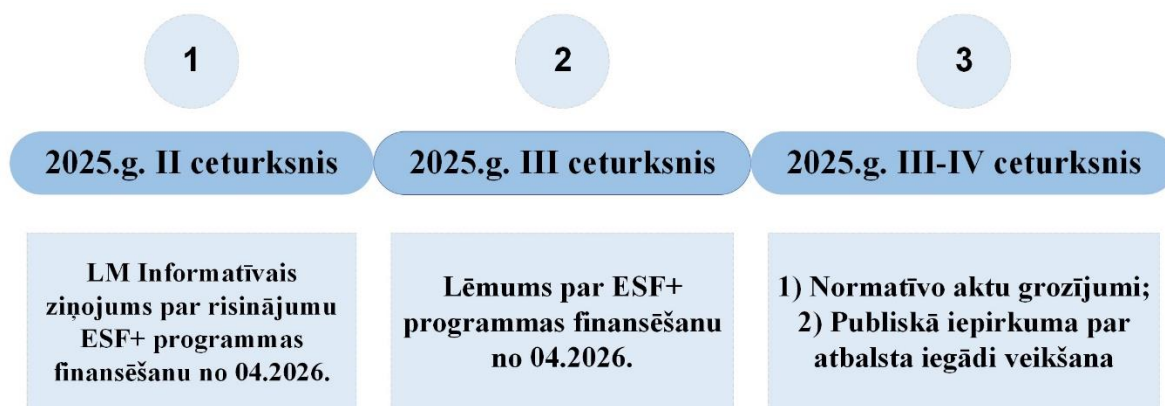 1
2
3
2025.g. II ceturksnis
2025.g. III ceturksnis
2025.g. III-IV ceturksnis
LM Informatīvais
ziņojums par risinājumu
ESF+ programmas
finansēšanu no 04.2026.
Lēmums par ESF+
programmas finansēšanu
no 04.2026.
1) Normatīvo aktu grozījumi;
2) Publiskā iepirkuma par
atbalsta iegādi veikšana